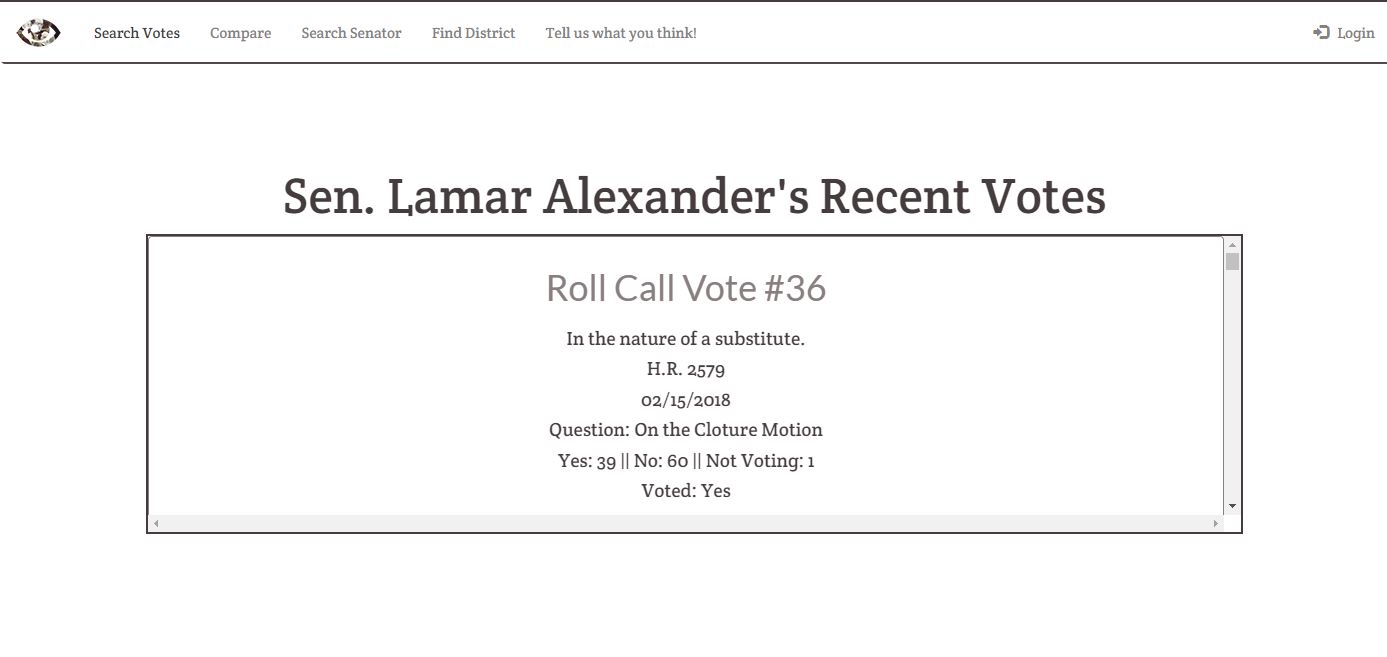 Search Votes Compare Search Senator Find District Tell us what you think! Login
Sen. Lamar Alexander's Recent Votes
Roll Call Vote #36
In the nature of a substitute.
H.R. 2579
02/15/2018
Question: On the Cloture Motion
Yes: 39 || No: 60 || Not Voting: 1
Voted: Yes